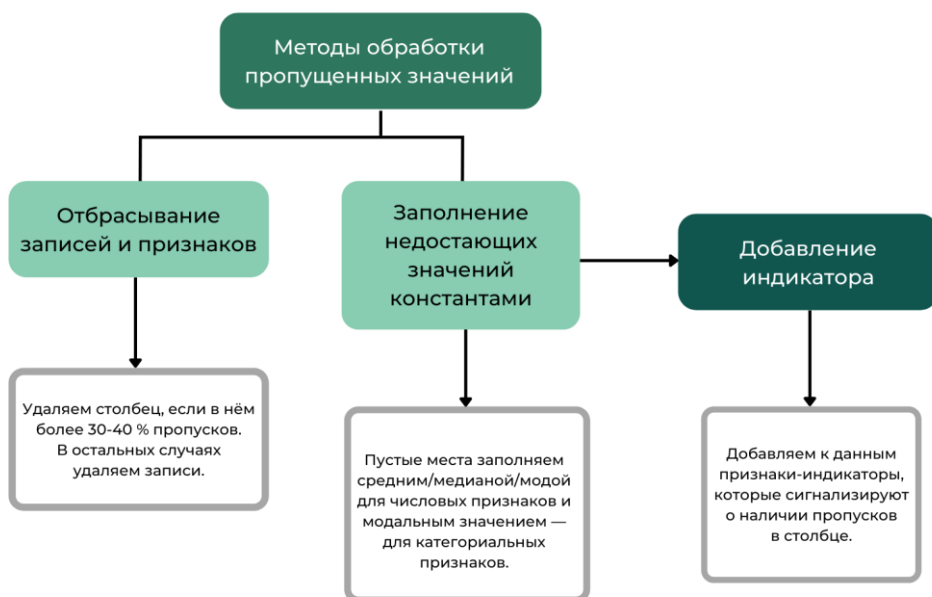 Методы обработки
пропущенных значений
Отбрасывание
записей и признаков
Заполнение
недостающих
значений
константами
Добавление
индикатора
Удаляем столбец, если в нём
более 30-40 % пропусков.
В остальных случаях
удаляем записи.
Пустые места заполняем
средним/медианой/модой
для числовых признаков и
модальным значением —
для категориальных
признаков.
Добавляем к данным
признаки-индикаторы,
которые сигнализируют
о наличии пропусков
в столбце.